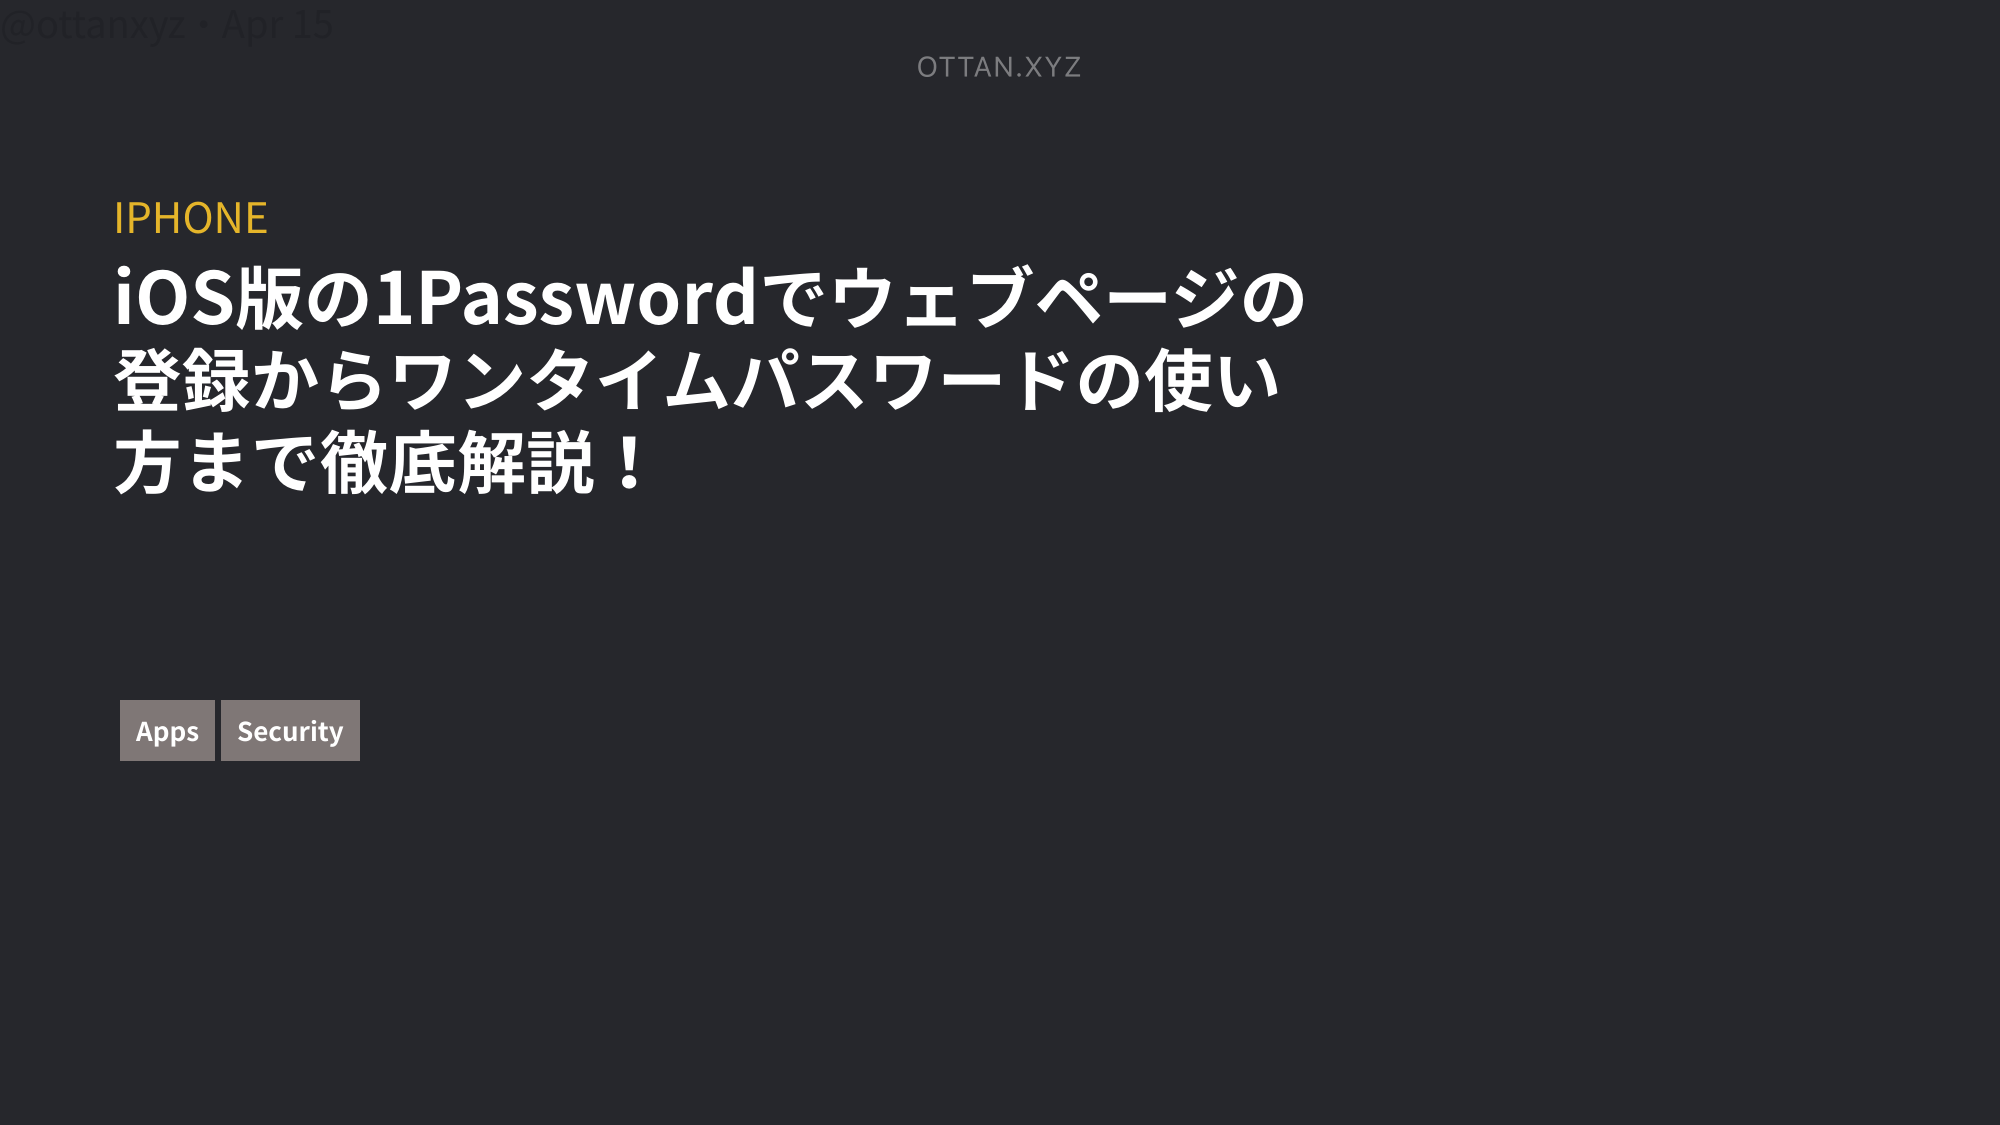 @ottanxyz・Apr 15
OTTAN.XYZ
IPHONE
iOS版の1Passwordでウェブページの
登録からワンタイムパスワードの使い
方まで徹底解説！
Apps Security